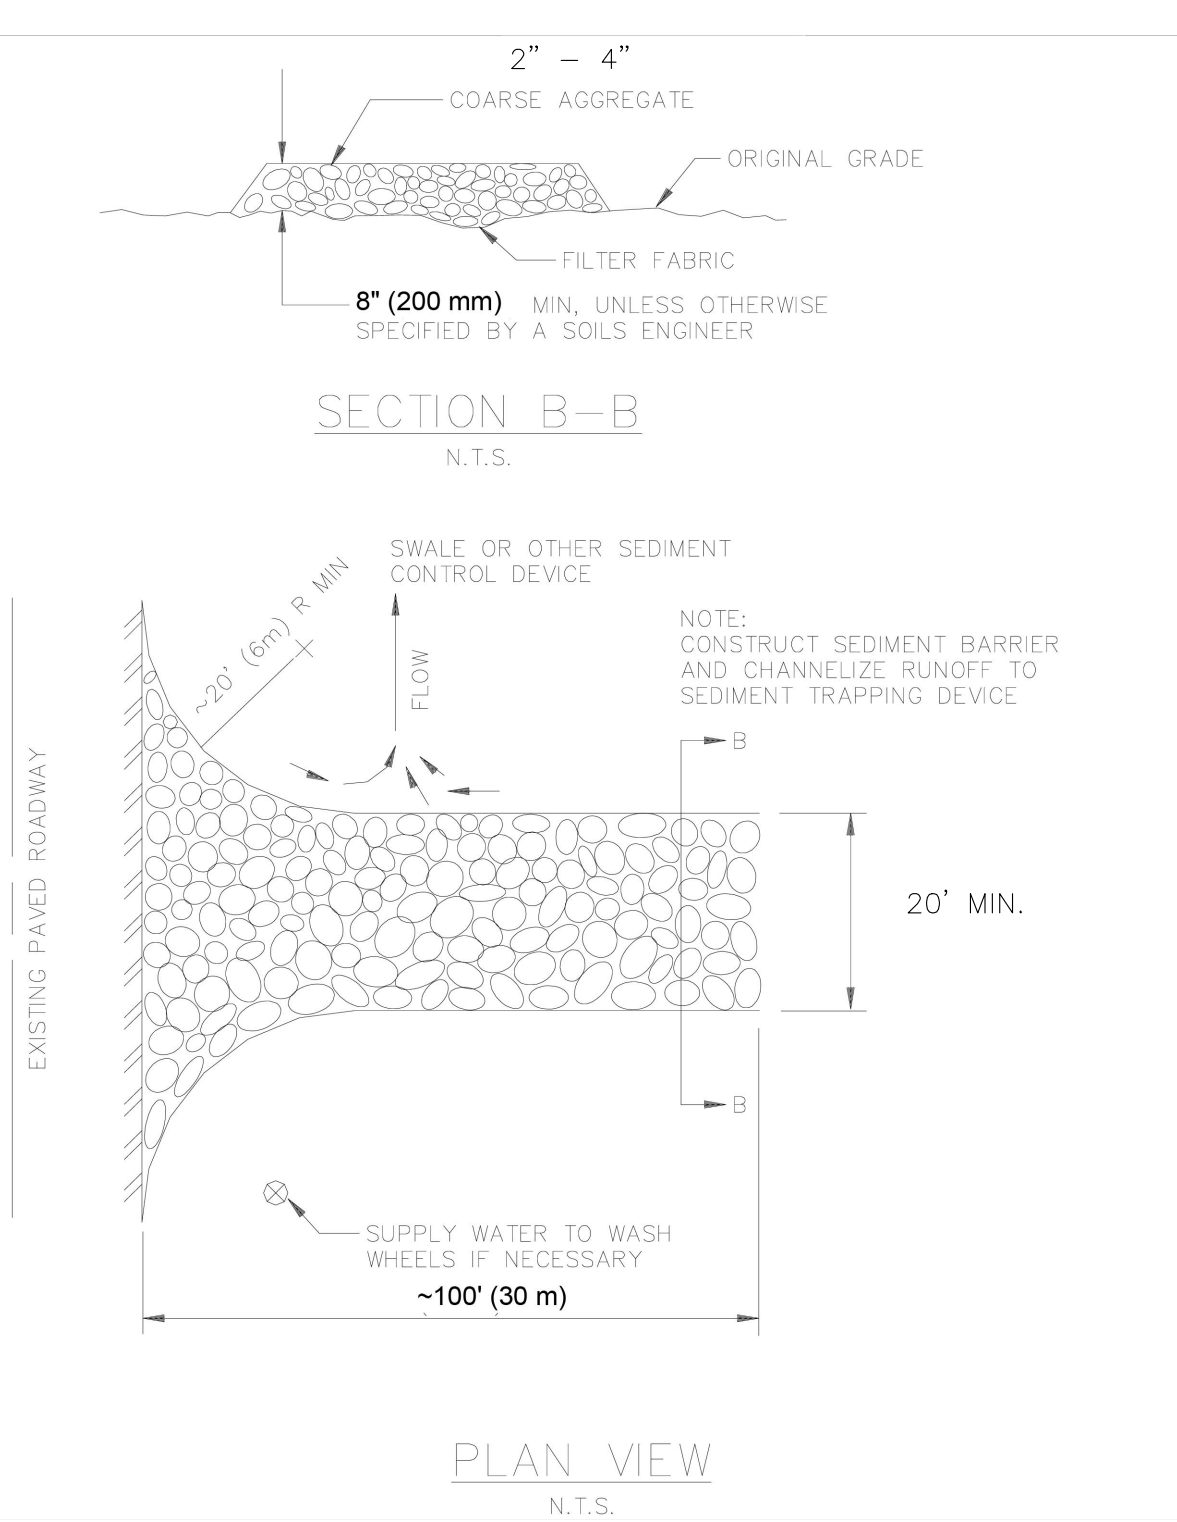 2" – 4"
COARSE AGGREGATE
ORIGINAL GRADE
FILTER FABRIC
8" (200 mm) MIN, UNLESS OTHERWISE
SPECIFIED BY A SOILS ENGINEER
SECTION B–B
N.T.S.
SWALE OR OTHER SEDIMENT
CONTROL DEVICE
~20' (6m) R MIN
FLOW
NOTE:
CONSTRUCT SEDIMENT BARRIER
AND CHANNELIZE RUNOFF TO
SEDIMENT TRAPPING DEVICE
B
EXISTING PAVED ROADWAY
20' MIN.
B
SUPPLY WATER TO WASH
WHEELS IF NECESSARY
~100' (30 m)
PLAN VIEW
N.T.S.